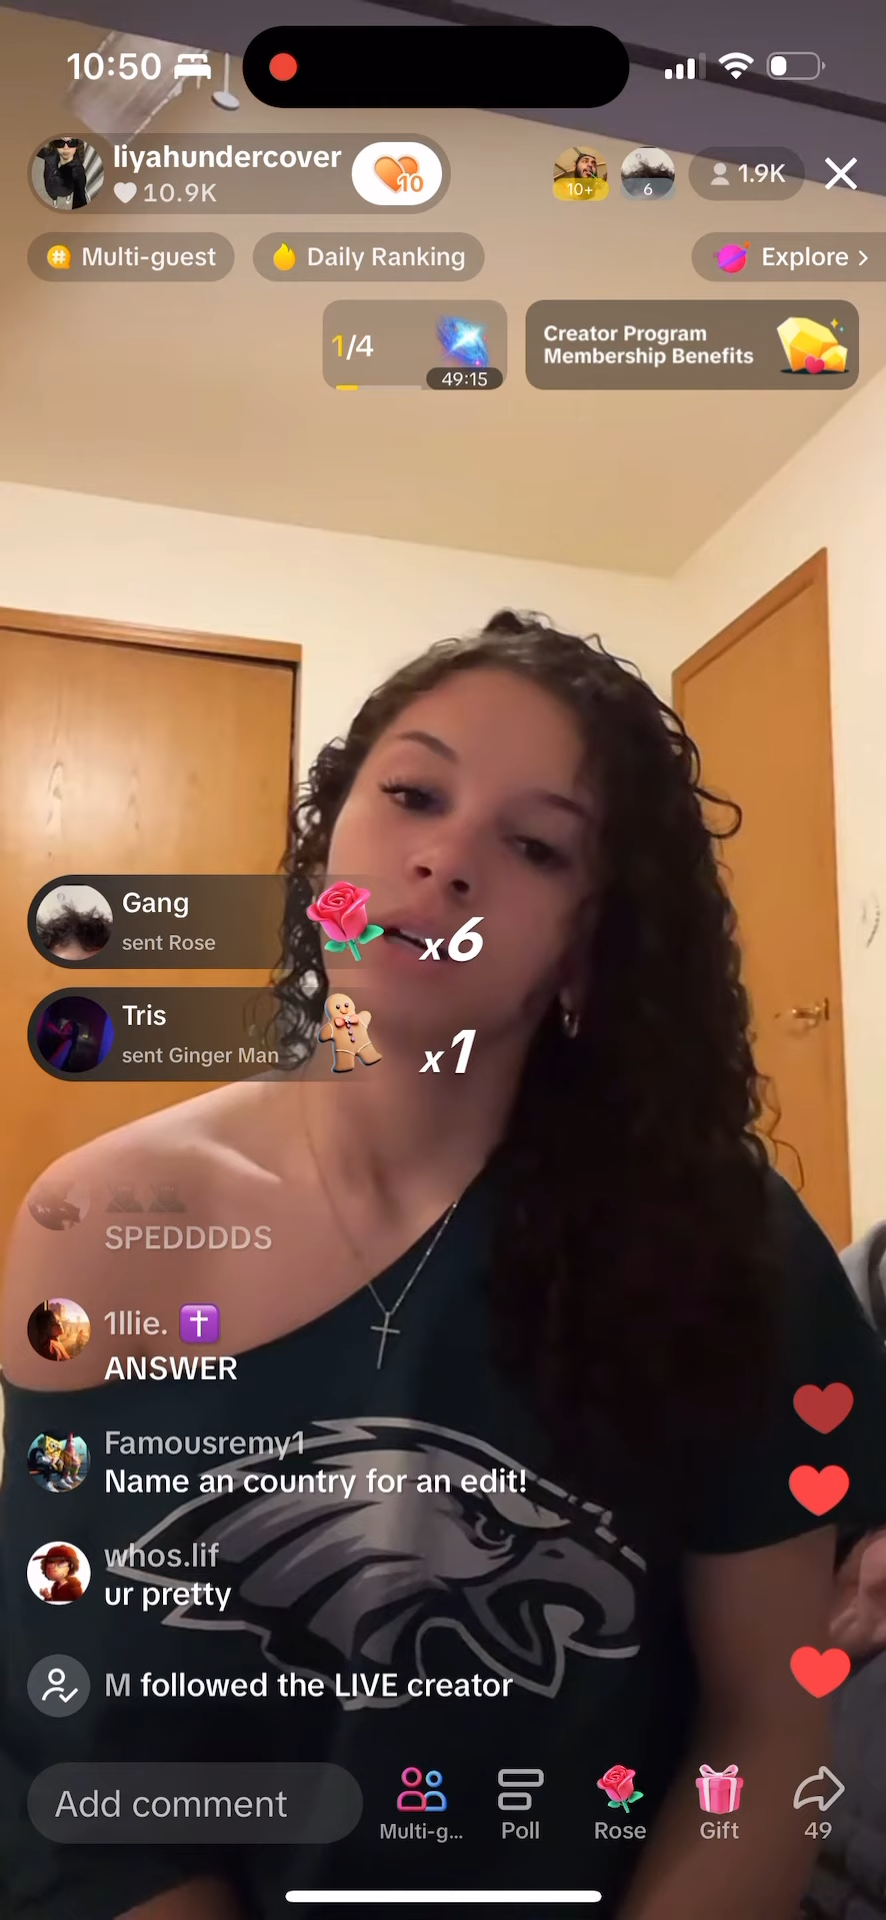 10:50
liyahundercover
10.9K
10
10+
6
1.9K
Multi-guest
Daily Ranking
Explore >
1/4
49:15
Creator Program
Membership Benefits
Gang
sent Rose
x6
Tris
sent Ginger Man
x1
SPEDDDDS
1llie. ✝️
ANSWER
Famousremy1
Name an country for an edit!
whos.lif
ur pretty
M followed the LIVE creator
Add comment
Multi-g...
Poll
Rose
Gift
49